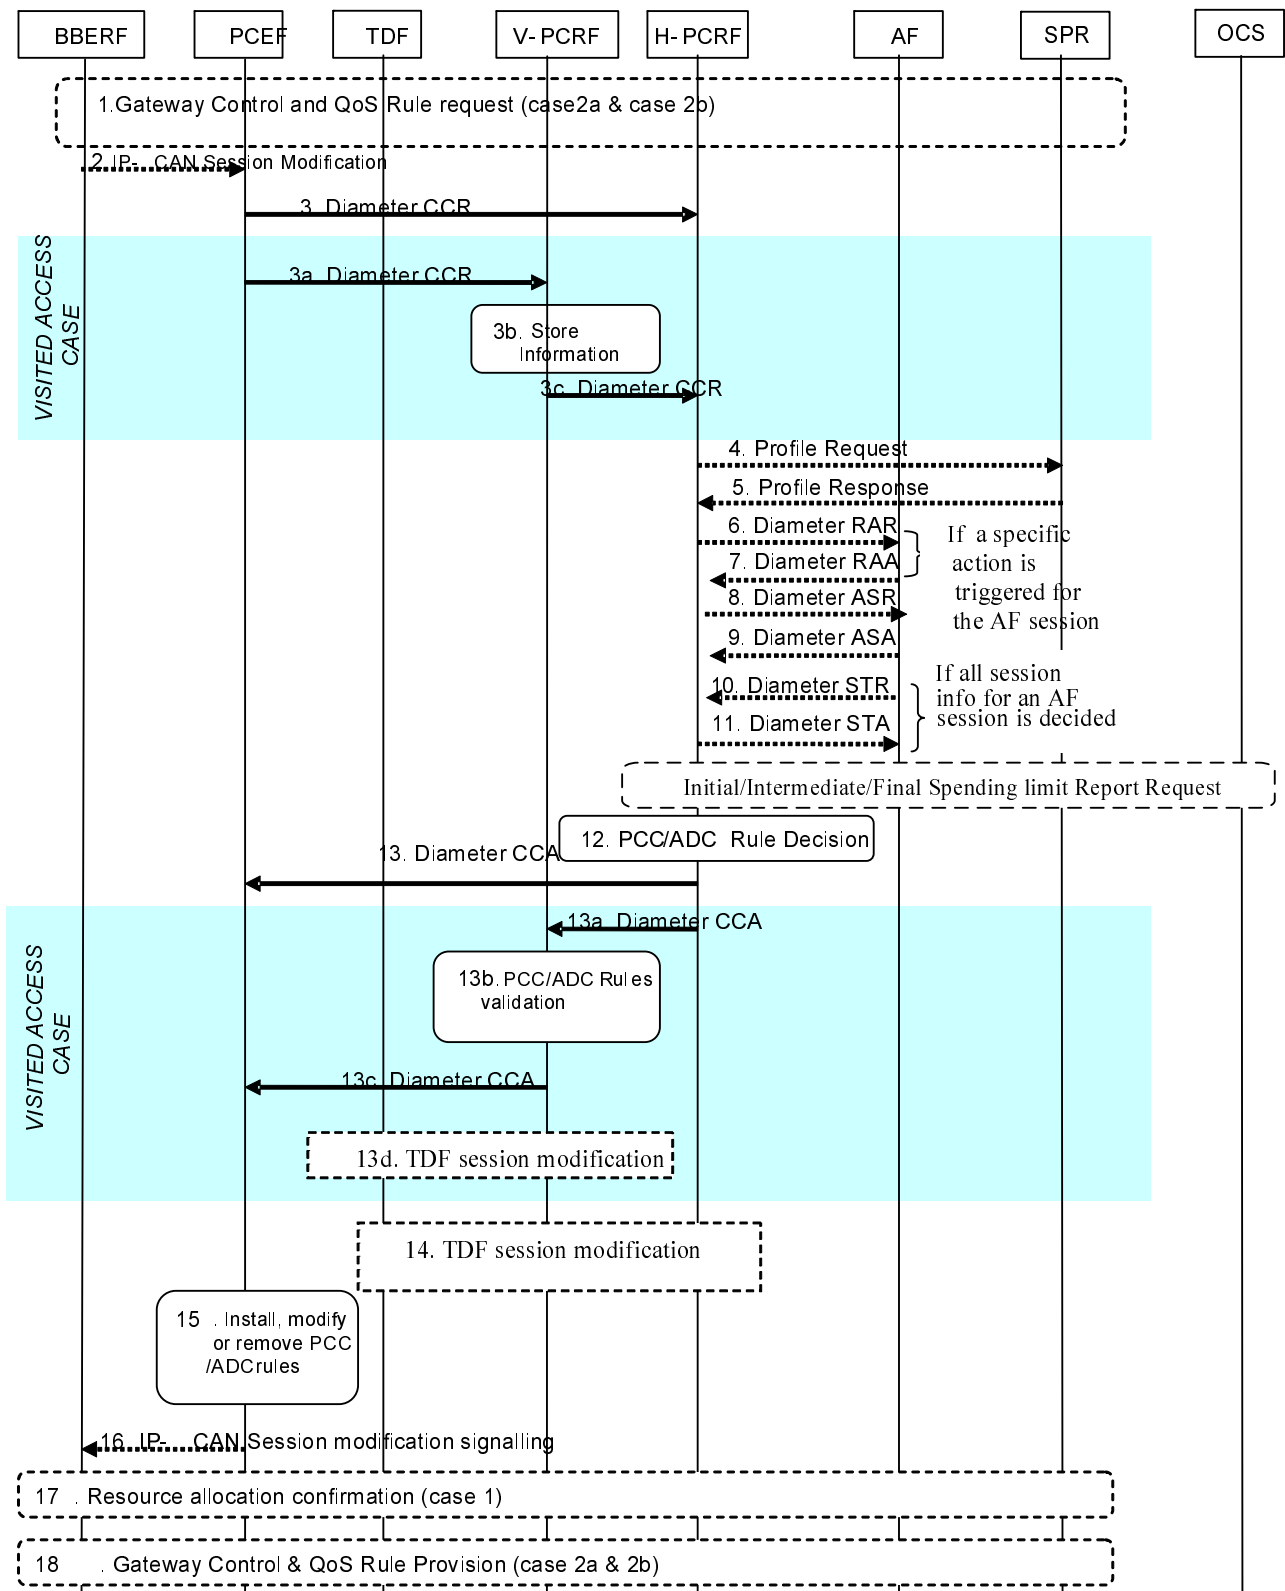 BBERF
PCEF
TDF
V-PCRF
H-PCRF
AF
SPR
OCS
1.Gateway Control and QoS Rule request (case2a & case 2b)
2. IP- CAN Session Modification
3. Diameter CCR
VISITED ACCESS
CASE
3a. Diameter CCR
3b. Store
Information
3c. Diameter CCR
4. Profile Request
5. Profile Response
6. Diameter RAR
7. Diameter RAA
If a specific
action is
triggered for
the AF session
8. Diameter ASR
9. Diameter ASA
10. Diameter STR
11. Diameter STA
If all session
info for an AF
session is decided
Initial/Intermediate/Final Spending limit Report Request
12. PCC/ADC Rule Decision
13. Diameter CCA
VISITED ACCESS
CASE
13a. Diameter CCA
13b. PCC/ADC Rules
validation
13c. Diameter CCA
13d. TDF session modification
14. TDF session modification
15 . Install, modify
or remove PCC
/ADCrules
16. IP- CAN Session modification signalling
17 . Resource allocation confirmation (case 1)
18 . Gateway Control & QoS Rule Provision (case 2a & 2b)